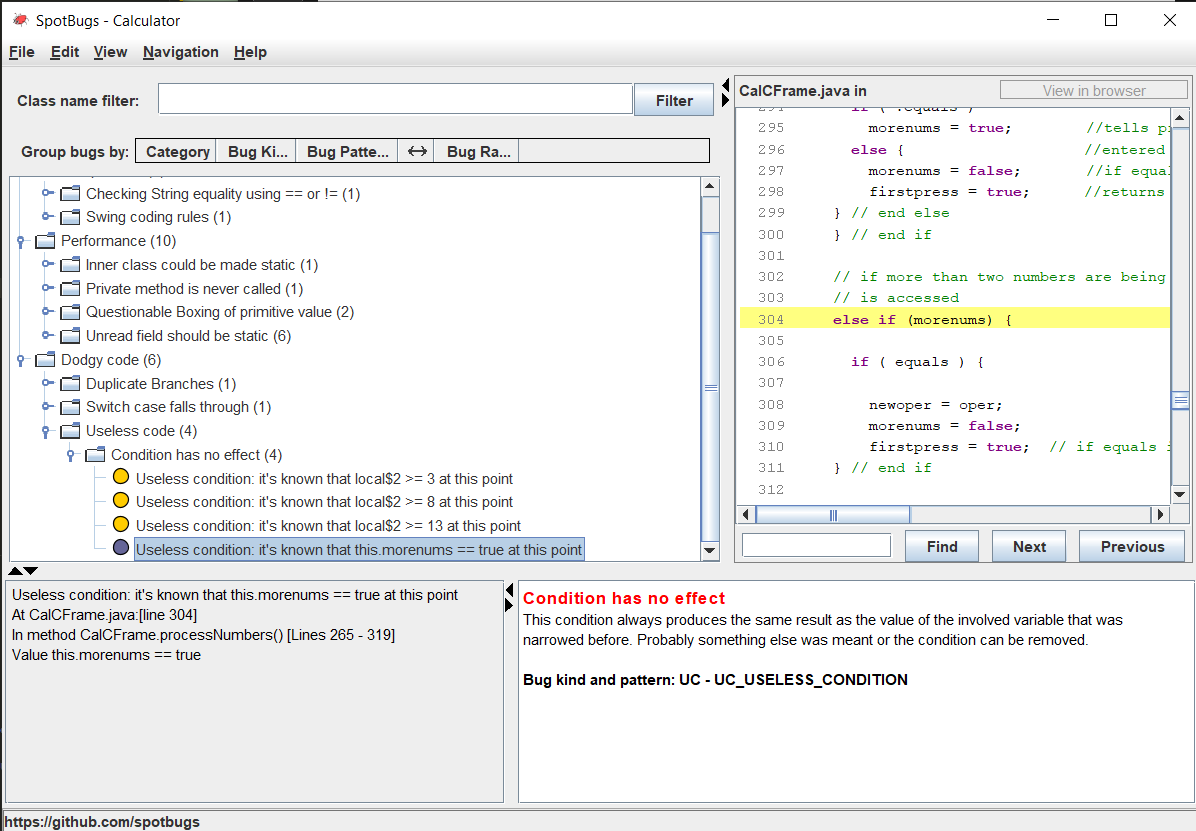 SpotBugs - Calculator
File Edit View Navigation Help
Class name filter:
Filter
Group bugs by: Category Bug Ki... Bug Patte... Bug Ra...
Checking String equality using == or != (1)
Swing coding rules (1)
Performance (10)
Inner class could be made static (1)
Private method is never called (1)
Questionable Boxing of primitive value (2)
Unread field should be static (6)
Dodgy code (6)
Duplicate Branches (1)
Switch case falls through (1)
Useless code (4)
Condition has no effect (4)
Useless condition: it's known that local$2 >= 3 at this point
Useless condition: it's known that local$2 >= 8 at this point
Useless condition: it's known that local$2 >= 13 at this point
Useless condition: it's known that this.morenums == true at this point
CalCFrame.java in
View in browser
295 morenums = true; //tells
296 else { //entered
297 morenums = false; //if
298 firstpress = true; //returns
299 } // end else
300 } // end if
301
302 // if more than two numbers are being
303 // is accessed
304 else if (morenums) {
305
306 if ( equals ) {
307
308 newoper = oper;
309 morenums = false;
310 firstpress = true; // if equals
311 } // end if
312
Find Next Previous
Useless condition: it's known that this.morenums == true at this point
At CalCFrame.java:[line 304]
In method CalCFrame.processNumbers() [Lines 265 - 319]
Value this.morenums == true
Condition has no effect
This condition always produces the same result as the value of the involved variable that was
narrowed before. Probably something else was meant or the condition can be removed.
Bug kind and pattern: UC - UC_USELESS_CONDITION
https://github.com/spotbugs